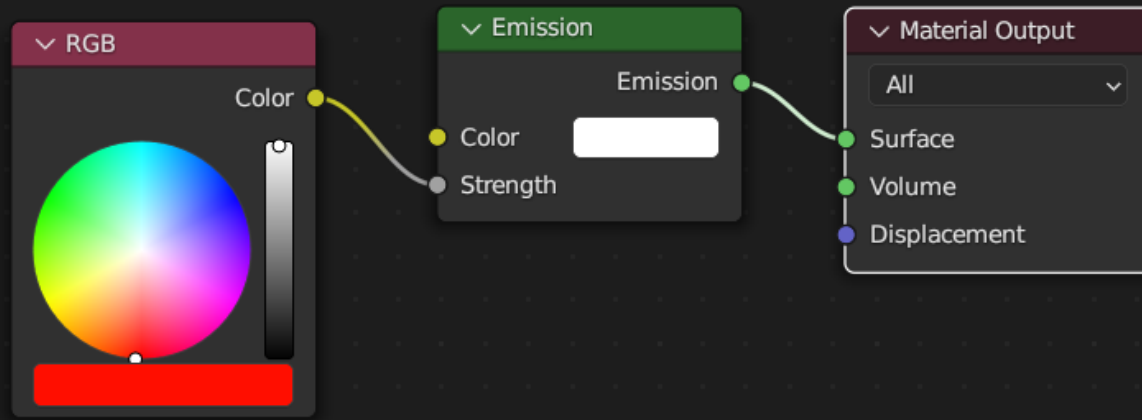 RGB
Color
Emission
Emission
Color
Strength
Material Output
All
Surface
Volume
Displacement